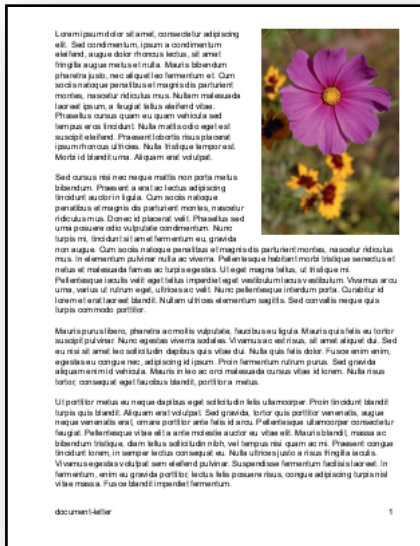 Lorem ipsum dolor sit amet, consectetur adipiscing
elit. Sed condimentum, ipsum a condimentum
eleifend, augue dolor rhoncus lectus, sit amet
fringilla augue metus et nulla. Mauris bibendum
pharetra justo, nec aliquet leo fermentum et. Cum
sociis natoque penatibus et magnis dis parturient
montes, nascetur ridiculus mus. Nullam malesuada
laoreet ipsum, a feugiat tellus eleifend vitae.
Phasellus cursus quam eu quam vehicula sed
tempus eros tincidunt. Nulla mattis odio eget est
suscipit eleifend. Praesent lobortis risus placerat
ipsum rhoncus ultricies. Nulla tristique tempor est.
Morbi id blandit urna. Aliquam erat volutpat.
Sed cursus nisi nec neque mattis non porta metus
bibendum. Praesent a erat ac lectus adipiscing
tincidunt auctor in ligula. Cum sociis natoque
penatibus et magnis dis parturient montes, nascetur
ridiculus mus. Donec id placerat velit. Phasellus sed
urna posuere odio vulputate condimentum. Nunc
turpis mi, tincidunt sit amet fermentum eu, gravida
non augue. Cum sociis natoque penatibus et magnis dis parturient montes, nascetur ridiculus
mus. In elementum pulvinar nulla ac viverra. Pellentesque habitant morbi tristique senectus et
netus et malesuada fames ac turpis egestas. Ut eget magna tellus, ut tristique mi.
Pellentesque iaculis velit eget tellus imperdiet eget vestibulum lacus vestibulum. Vivamus arcu
urna, varius ut rutrum eget, ultrices ac velit. Nunc pellentesque interdum porta. Curabitur id
lorem et erat laoreet blandit. Nullam ultrices elementum sagittis. Sed convallis neque quis
turpis commodo porttitor.
Mauris purus libero, pharetra ac mollis vulputate, faucibus eu ligula. Mauris quis felis eu tortor
suscipit pulvinar. Nunc egestas viverra sodales. Vivamus ac est risus, sit amet aliquet dui. Sed
eu nisi sit amet leo sollicitudin dapibus quis vitae dui. Nulla quis felis dolor. Fusce enim enim,
egestas eu congue nec, adipiscing id ipsum. Proin fermentum rutrum purus. Sed gravida
aliquam enim id vehicula. Mauris in leo ac orci malesuada cursus vitae id lorem. Nulla risus
tortor, consequat eget faucibus blandit, porttitor a metus.
Ut porttitor metus eu neque dapibus eget sollicitudin felis ullamcorper. Proin tincidunt blandit
turpis quis blandit. Aliquam erat volutpat. Sed gravida, tortor quis porttitor venenatis, augue
neque venenatis erat, ornare porttitor ante felis id arcu. Pellentesque ullamcorper consectetur
feugiat. Pellentesque vitae elit a ante molestie auctor eu vitae elit. Mauris blandit, massa ac
bibendum tristique, diam tellus sollicitudin nibh, vel tempus nisi quam ac mi. Praesent congue
tincidunt lorem, in semper lectus consequat eu. Nulla ultrices justo a risus fringilla iaculis.
Vivamus egestas volutpat sem eleifend pulvinar. Suspendisse fermentum facilisis laoreet. In
fermentum, enim eu gravida porttitor, lectus felis posuere risus, congue adipiscing turpis nisl
vitae massa. Fusce blandit imperdiet fermentum.
document-letter 1